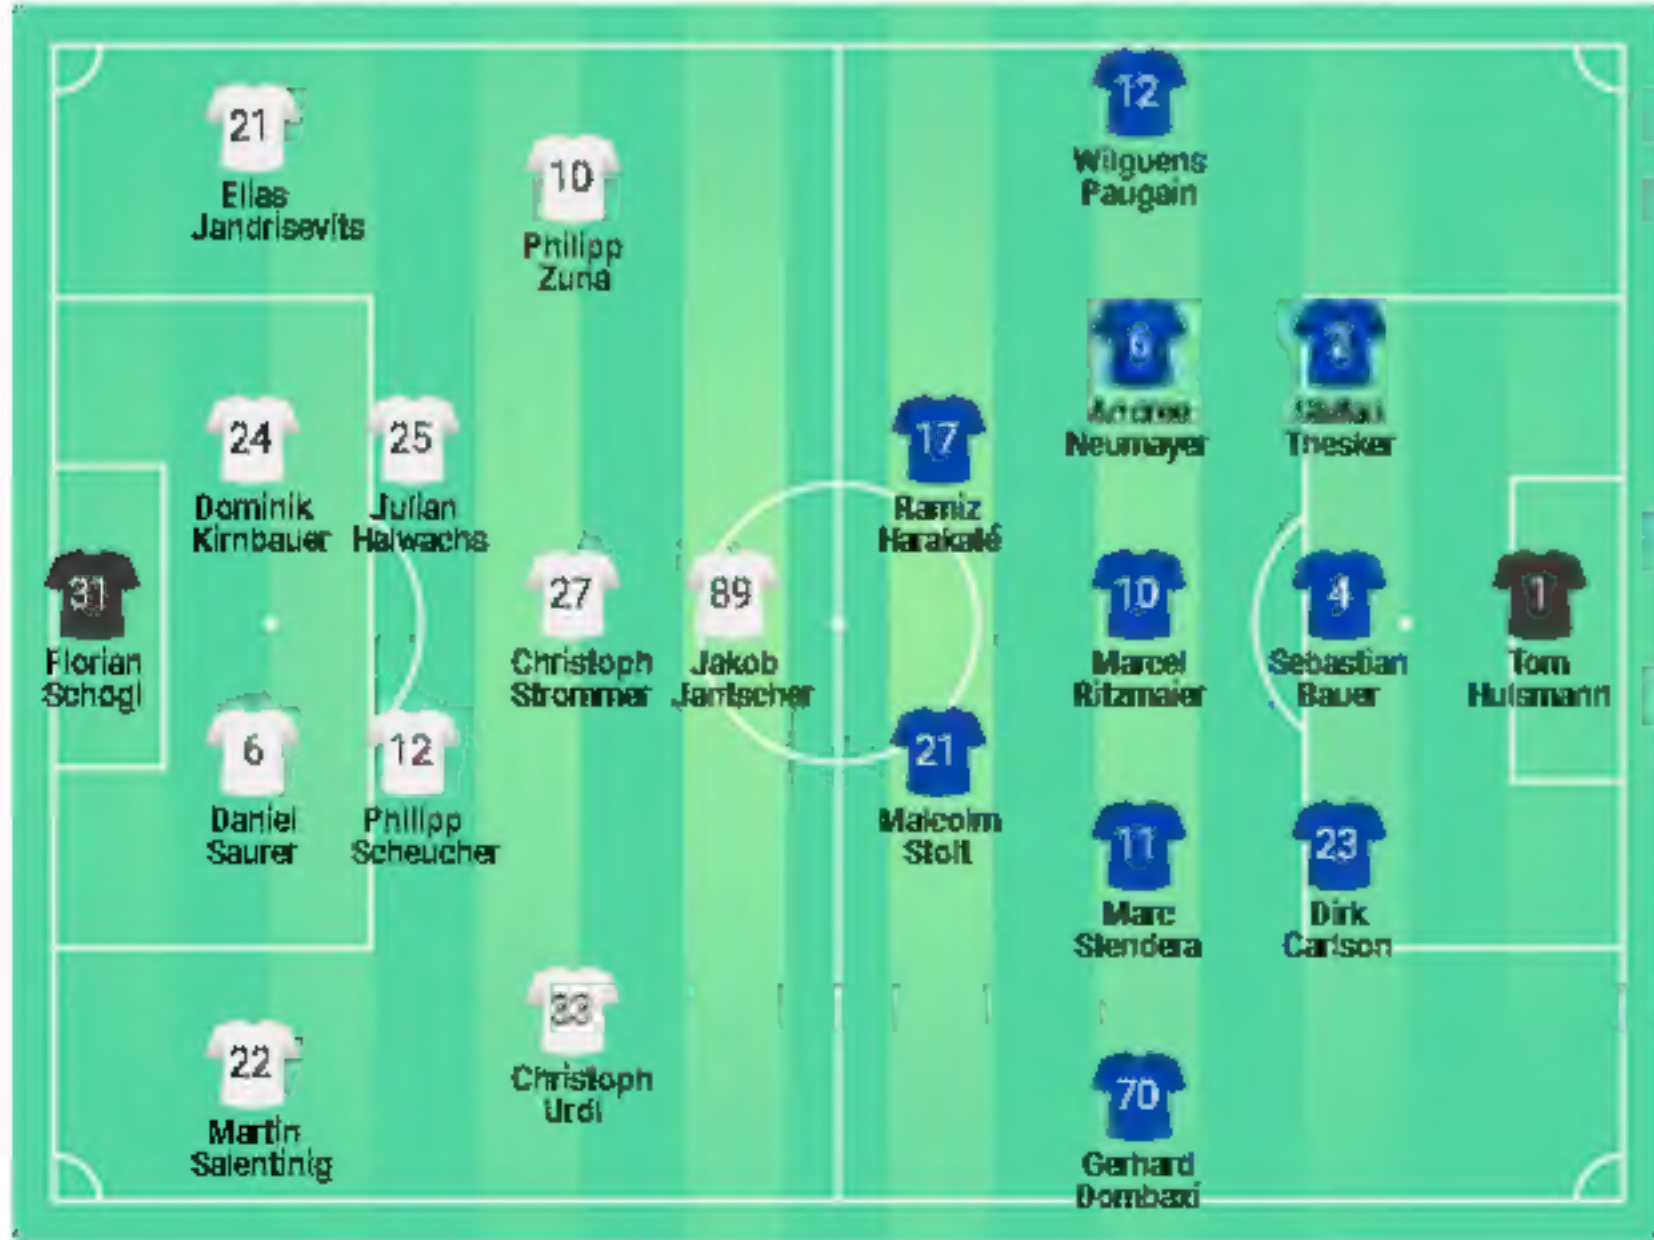 21
Elias
Jandrisevits
10
Philipp
Zuna
24
Dominik
Kirnbauer
25
Julian
Halwachs
31
Florian
Schögl
27
Christoph
Strommer
89
Jakob
Jantscher
6
Daniel
Saurer
12
Philipp
Scheucher
33
Christoph
Urdl
22
Martin
Salentinig
12
Wilguens
Paugain
6
Neumayer
Thesker
17
Ramiz
Harakaté
10
Marcel
Ritzmaier
4
Sebastian
Bauer
1
Tom
Hülsmann
21
Malcolm
Stolt
11
Marc
Stendera
23
Dirk
Carlson
70
Gerhard
Dombaxi